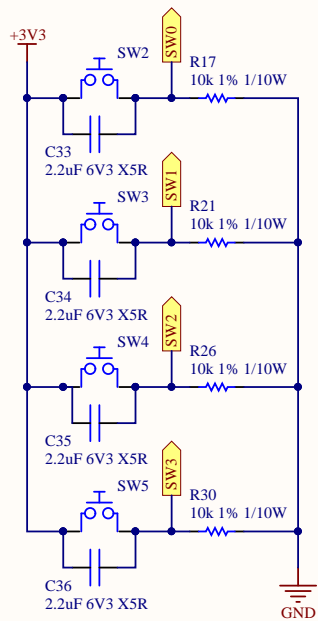 +3V3
SW2
SW0
R17
10k 1% 1/10W
C33
2.2uF 6V3 X5R
SW3
SW1
R21
10k 1% 1/10W
C34
2.2uF 6V3 X5R
SW4
SW2
R26
10k 1% 1/10W
C35
2.2uF 6V3 X5R
SW5
SW3
R30
10k 1% 1/10W
C36
2.2uF 6V3 X5R
GND